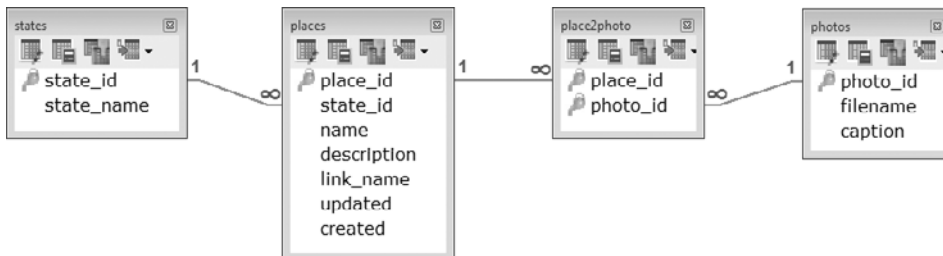 states
state_id
state_name
1
∞
places
place_id
state_id
name
description
link_name
updated
created
1
∞
place2photo
place_id
photo_id
∞
1
photos
photo_id
filename
caption